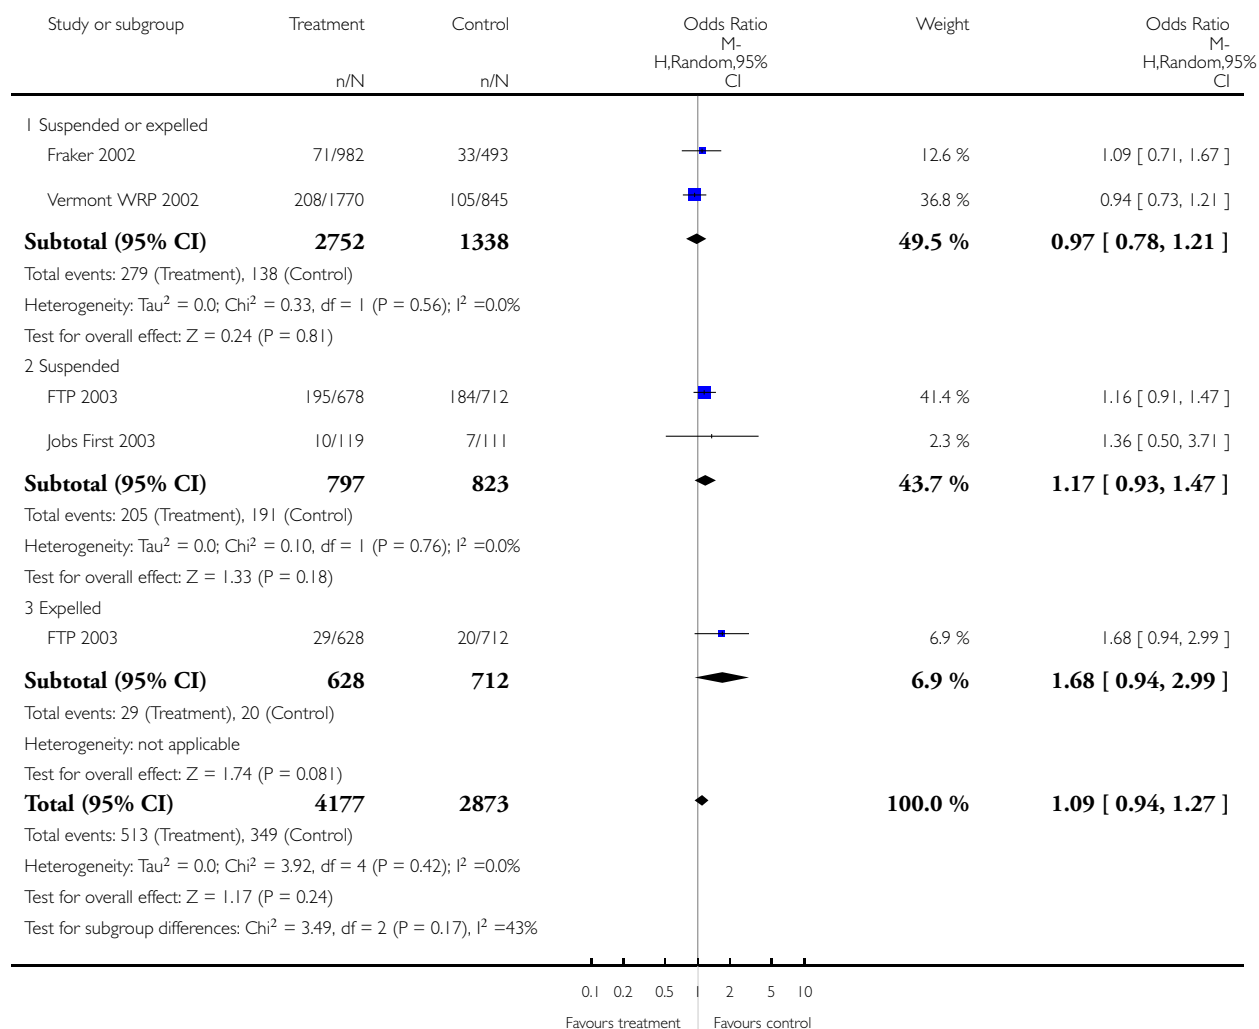 Study or subgroup Treatment Control Odds Ratio Weight Odds Ratio
M- M-
H,Random,95% H,Random,95%
n/N n/N CI CI
1 Suspended or expelled
Fraker 2002 71/982 33/493 12.6 % 1.09 [ 0.71, 1.67 ]
Vermont WRP 2002 208/1770 105/845 36.8 % 0.94 [ 0.73, 1.21 ]
Subtotal (95% CI) 2752 1338 49.5 % 0.97 [ 0.78, 1.21 ]
Total events: 279 (Treatment), 138 (Control)
Heterogeneity: Tau² = 0.0; Chi² = 0.33, df = 1 (P = 0.56); I² =0.0%
Test for overall effect: Z = 0.24 (P = 0.81)
2 Suspended
FTP 2003 195/678 184/712 41.4 % 1.16 [ 0.91, 1.47 ]
Jobs First 2003 10/119 7/111 2.3 % 1.36 [ 0.50, 3.71 ]
Subtotal (95% CI) 797 823 43.7 % 1.17 [ 0.93, 1.47 ]
Total events: 205 (Treatment), 191 (Control)
Heterogeneity: Tau² = 0.0; Chi² = 0.10, df = 1 (P = 0.76); I² =0.0%
Test for overall effect: Z = 1.33 (P = 0.18)
3 Expelled
FTP 2003 29/628 20/712 6.9 % 1.68 [ 0.94, 2.99 ]
Subtotal (95% CI) 628 712 6.9 % 1.68 [ 0.94, 2.99 ]
Total events: 29 (Treatment), 20 (Control)
Heterogeneity: not applicable
Test for overall effect: Z = 1.74 (P = 0.081)
Total (95% CI) 4177 2873 100.0 % 1.09 [ 0.94, 1.27 ]
Total events: 513 (Treatment), 349 (Control)
Heterogeneity: Tau² = 0.0; Chi² = 3.92, df = 4 (P = 0.42); I² =0.0%
Test for overall effect: Z = 1.17 (P = 0.24)
Test for subgroup differences: Chi² = 3.49, df = 2 (P = 0.17), I² =43%
0.1 0.2 0.5 1 2 5 10
Favours treatment Favours control